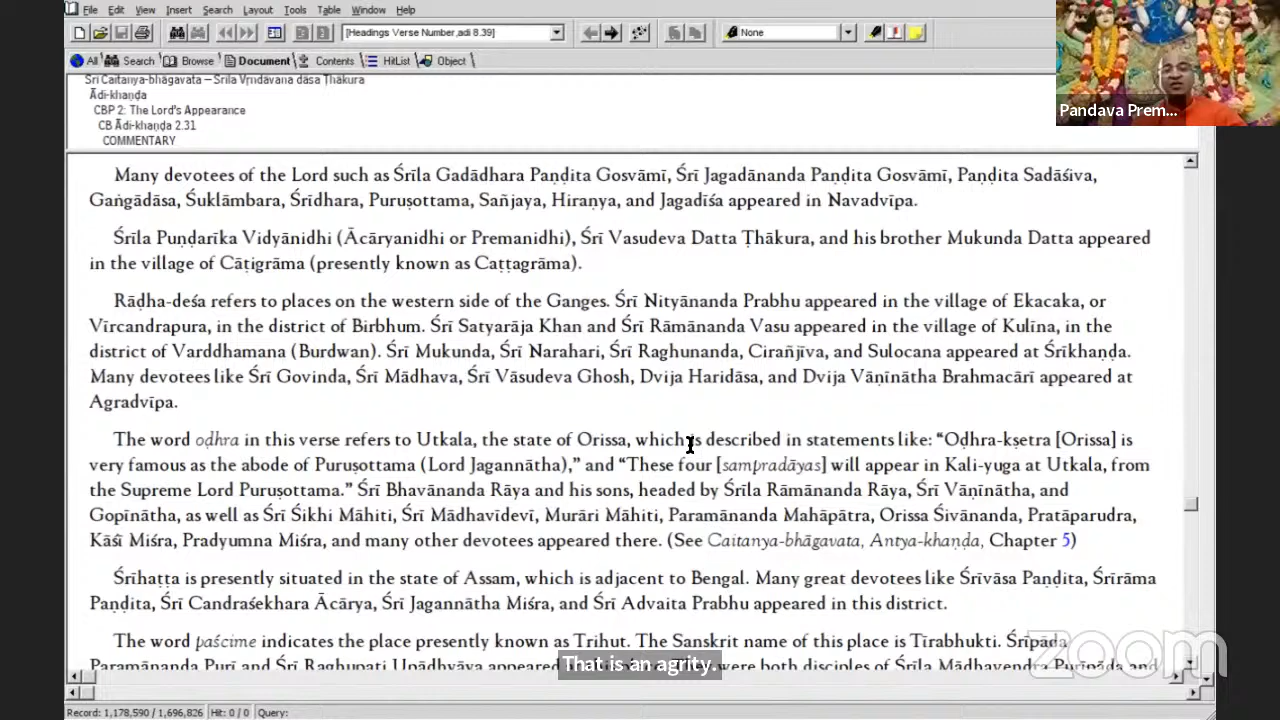 File Edit View Insert Search Layout Tools Table Window Help
[Headings Verse Number,adi 8.39] None
All Search Browse Document Contents HitList Object
Śrī Caitanya-bhāgavata – Śrīla Vṛndāvana dāsa Ṭhākura
Ādi-khaṇḍa
CBP 2: The Lord's Appearance
CB Ādi-khaṇḍa 2.31
COMMENTARY
Pandava Prem...
Many devotees of the Lord such as Śrīla Gadādhara Paṇḍita Gosvāmī, Śrī Jagadānanda Paṇḍita Gosvāmī, Paṇḍita Sadāśiva,
Gaṅgādāsa, Śuklāmbara, Śrīdhara, Puruṣottama, Sañjaya, Hiraṇya, and Jagadīśa appeared in Navadvīpa.
Śrīla Puṇḍarīka Vidyānidhi (Ācāryanidhi or Premanidhi), Śrī Vasudeva Datta Ṭhākura, and his brother Mukunda Datta appeared
in the village of Cāṭigrāma (presently known as Caṭṭagrāma).
Rāḍha-deśa refers to places on the western side of the Ganges. Śrī Nityānanda Prabhu appeared in the village of Ekacaka, or
Vīrcandrapura, in the district of Birbhum. Śrī Satyarāja Khan and Śrī Rāmānanda Vasu appeared in the village of Kulīna, in the
district of Varddhamana (Burdwan). Śrī Mukunda, Śrī Narahari, Śrī Raghunanda, Cirañjīva, and Sulocana appeared at Śrīkhaṇḍa.
Many devotees like Śrī Govinda, Śrī Mādhava, Śrī Vāsudeva Ghosh, Dvija Haridāsa, and Dvija Vāṇīnātha Brahmacārī appeared at
Agradvīpa.
The word oḍhra in this verse refers to Utkala, the state of Orissa, which is described in statements like: “Oḍhra-kṣetra [Orissa] is
very famous as the abode of Puruṣottama (Lord Jagannātha),” and “These four [sampradāyas] will appear in Kali-yuga at Utkala, from
the Supreme Lord Puruṣottama.” Śrī Bhavānanda Rāya and his sons, headed by Śrīla Rāmānanda Rāya, Śrī Vāṇīnātha, and
Gopīnātha, as well as Śrī Śikhi Māhiti, Śrī Mādhavīdevī, Murāri Māhiti, Paramānanda Mahāpātra, Orissa Śivānanda, Pratāparudra,
Kāśī Miśra, Pradyumna Miśra, and many other devotees appeared there. (See Caitanya-bhāgavata, Antya-khaṇḍa, Chapter 5)
Śrīhaṭṭa is presently situated in the state of Assam, which is adjacent to Bengal. Many great devotees like Śrīvāsa Paṇḍita, Śrīrāma
Paṇḍita, Śrī Candraśekhara Ācārya, Śrī Jagannātha Miśra, and Śrī Advaita Prabhu appeared in this district.
The word paścime indicates the place presently known as Trihut. The Sanskrit name of this place is Tīrabhukti. Śrīpāda
Paramānanda Purī and Śrī Raghupati Upādhyāya appeared were both disciples of Śrīla Mādhavendra Purīpāda and
That is an agrity.
zoom
Record: 1,178,590 / 1,696,826 Hit: 0 / 0 Query: